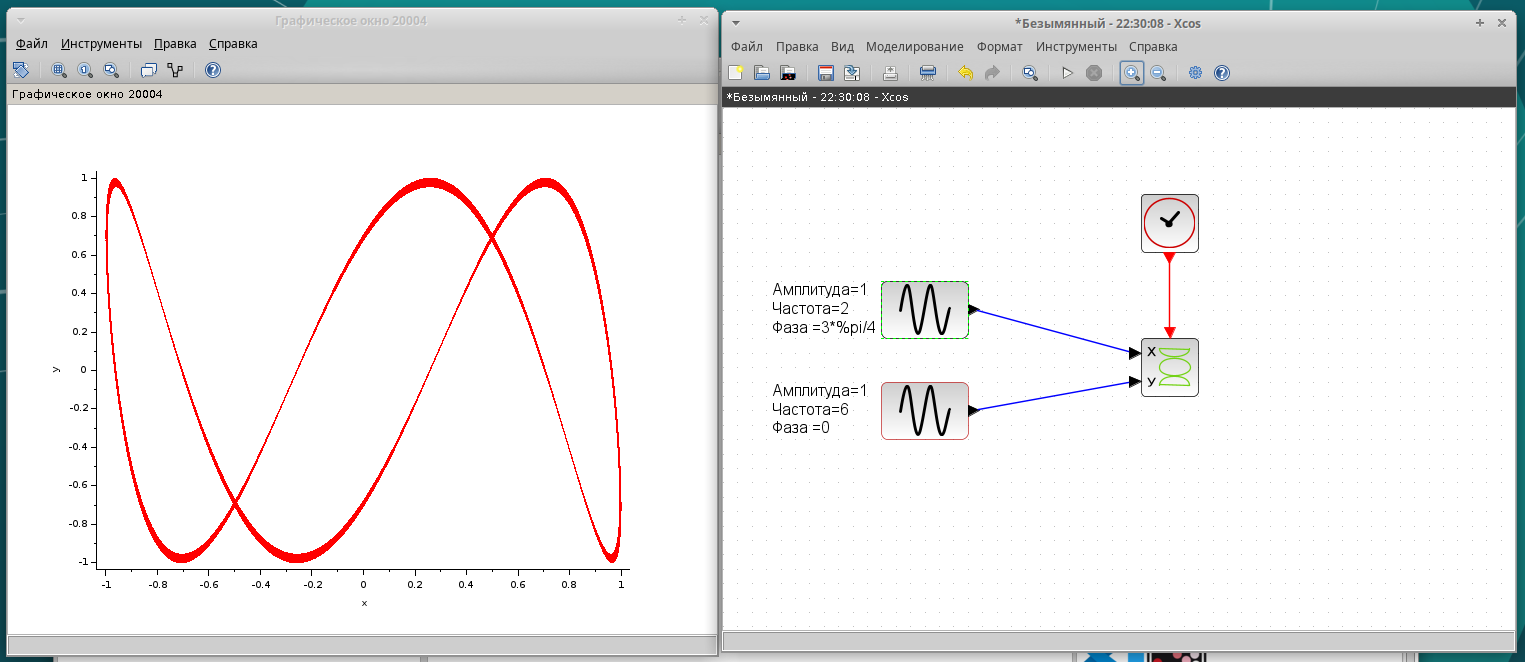 Графическое окно 20004
Файл Инструменты Правка Справка
Графическое окно 20004
1
0.8
0.6
0.4
0.2
0
-0.2
-0.4
-0.6
-0.8
-1
y
-1 -0.8 -0.6 -0.4 -0.2 0 0.2 0.4 0.6 0.8 1
x
*Безымянный - 22:30:08 - Xcos
Файл Правка Вид Моделирование Формат Инструменты Справка
*Безымянный - 22:30:08 - Xcos
Амплитуда=1
Частота=2
Фаза =3*%pi/4
Амплитуда=1
Частота=6
Фаза =0
X
y